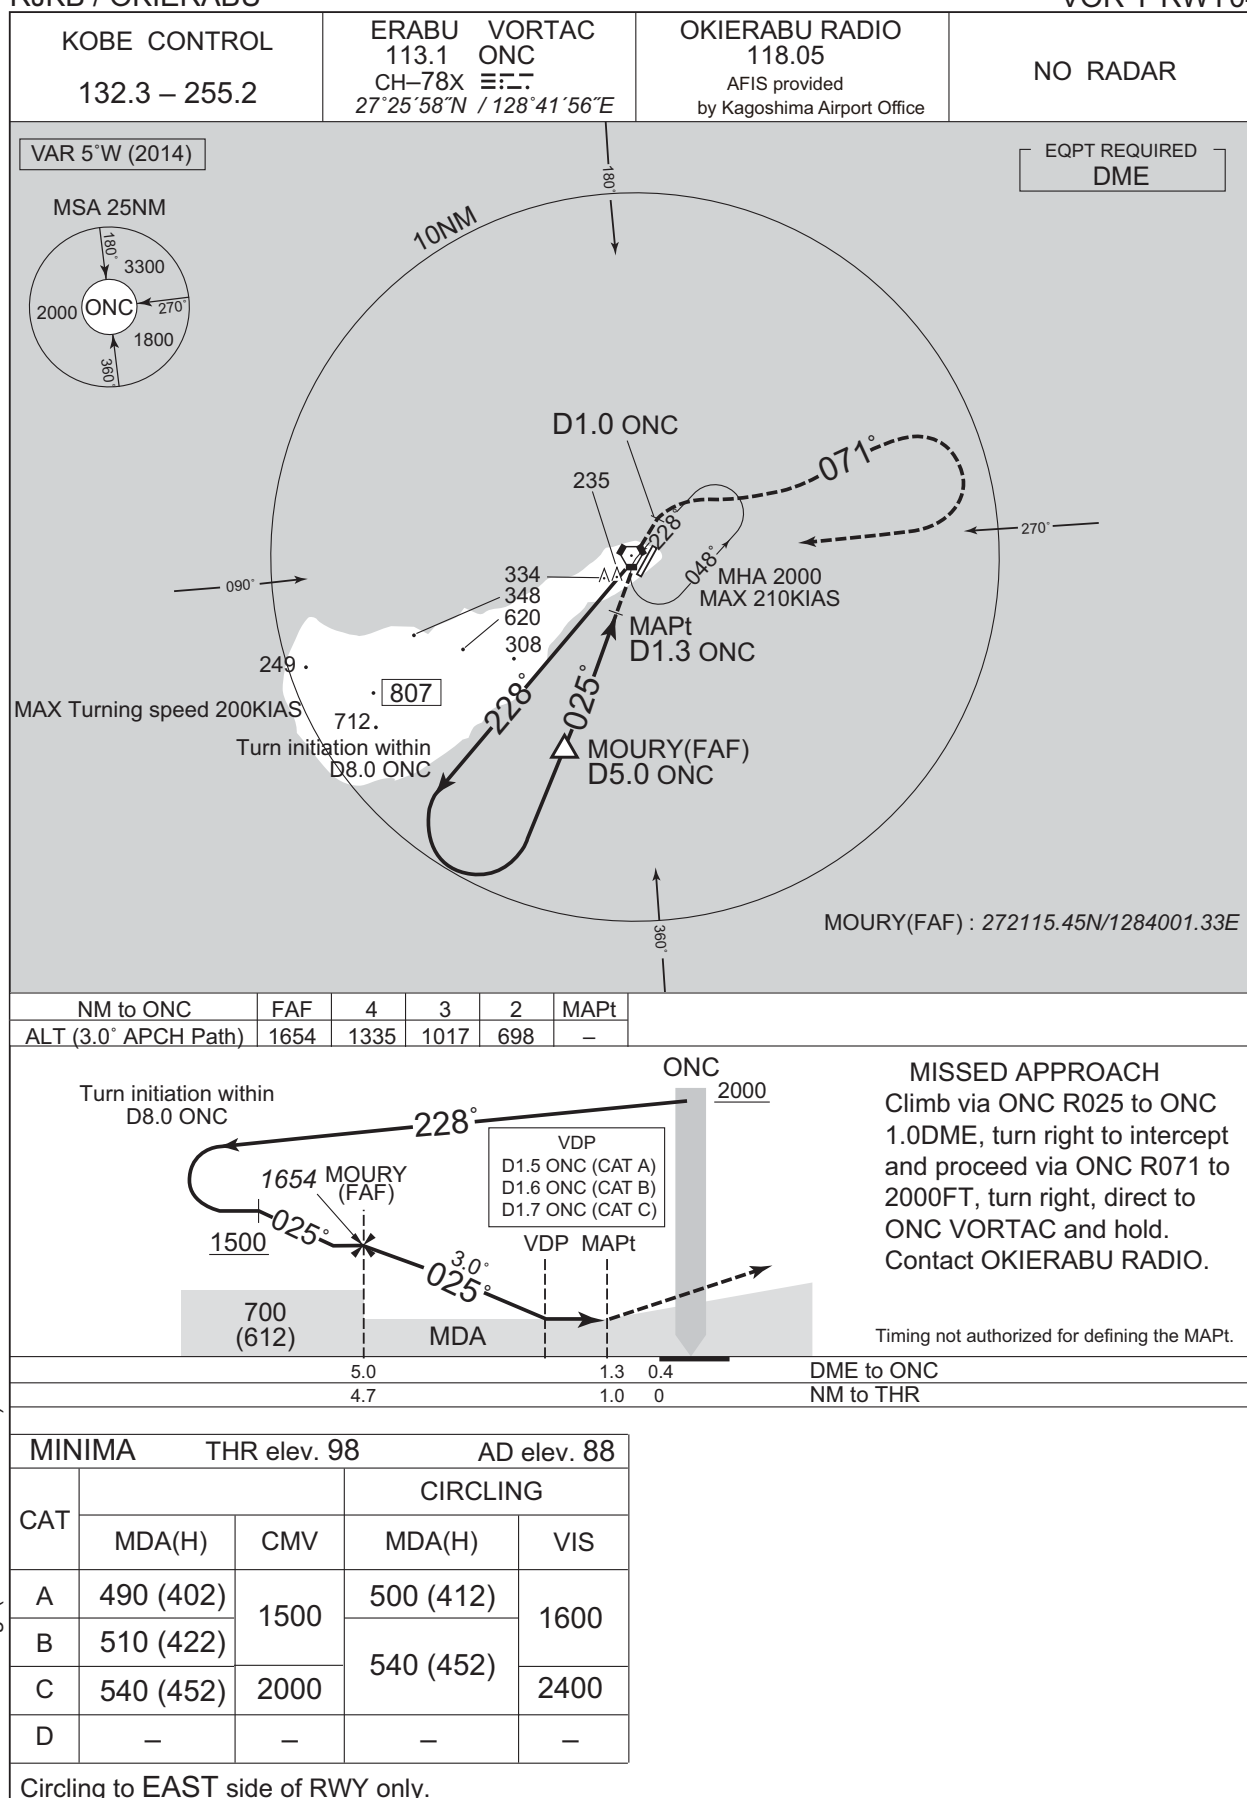 RJKB / OKIERABU
KOBE CONTROL
132.3 – 255.2
ERABU VORTAC
113.1 ONC
CH–78X
27°25´58˝N / 128°41´56˝E
OKIERABU RADIO
118.05
AFIS provided
by Kagoshima Airport Office
NO RADAR
VAR 5°W (2014)
EQPT REQUIRED
DME
MSA 25NM
180°
3300
2000
ONC
270°
1800
360°
180°
10NM
D1.0 ONC
071°
235
228°
270°
048°
334
MHA 2000
090°
348
MAX 210KIAS
620
MAPt
308
D1.3 ONC
249
228°
025°
807
MAX Turning speed 200KIAS
712
Turn initiation within
D8.0 ONC
MOURY(FAF)
D5.0 ONC
MOURY(FAF) : 272115.45N/1284001.33E
360°
NM to ONC FAF 4 3 2 MAPt
ALT (3.0° APCH Path) 1654 1335 1017 698 –
ONC
2000
Turn initiation within
D8.0 ONC
228°
VDP
D1.5 ONC (CAT A)
D1.6 ONC (CAT B)
D1.7 ONC (CAT C)
1654 MOURY
(FAF)
025°
1500
VDP MAPt
3.0°
025°
700
(612)
MDA
MISSED APPROACH
Climb via ONC R025 to ONC
1.0DME, turn right to intercept
and proceed via ONC R071 to
2000FT, turn right, direct to
ONC VORTAC and hold.
Contact OKIERABU RADIO.
Timing not authorized for defining the MAPt.
5.0 1.3 0.4 DME to ONC
4.7 1.0 0 NM to THR
MINIMA THR elev. 98 AD elev. 88
CAT CIRCLING
MDA(H) CMV MDA(H) VIS
A 490 (402) 1500 500 (412) 1600
B 510 (422) 540 (452)
C 540 (452) 2000 2400
D – – – –
Circling to EAST side of RWY only.